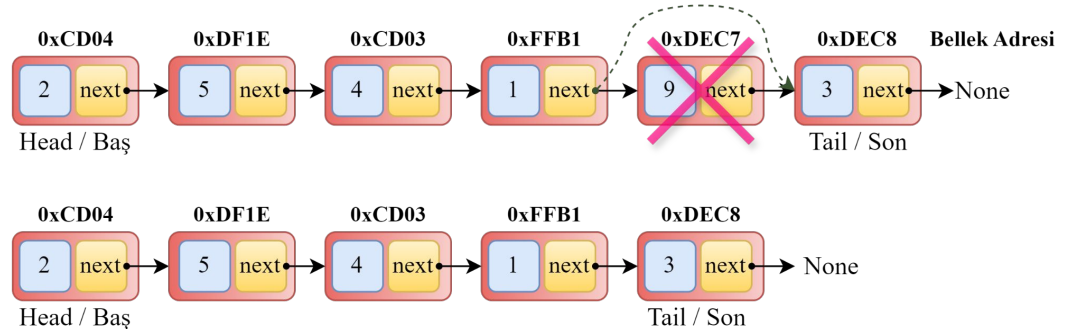 0xCD04 0xDF1E 0xCD03 0xFFB1 0xDEC7 0xDEC8 Bellek Adresi
2 next 5 next 4 next 1 next 9 next 3 next None
Head / Baş Tail / Son
0xCD04 0xDF1E 0xCD03 0xFFB1 0xDEC8
2 next 5 next 4 next 1 next 3 next None
Head / Baş Tail / Son